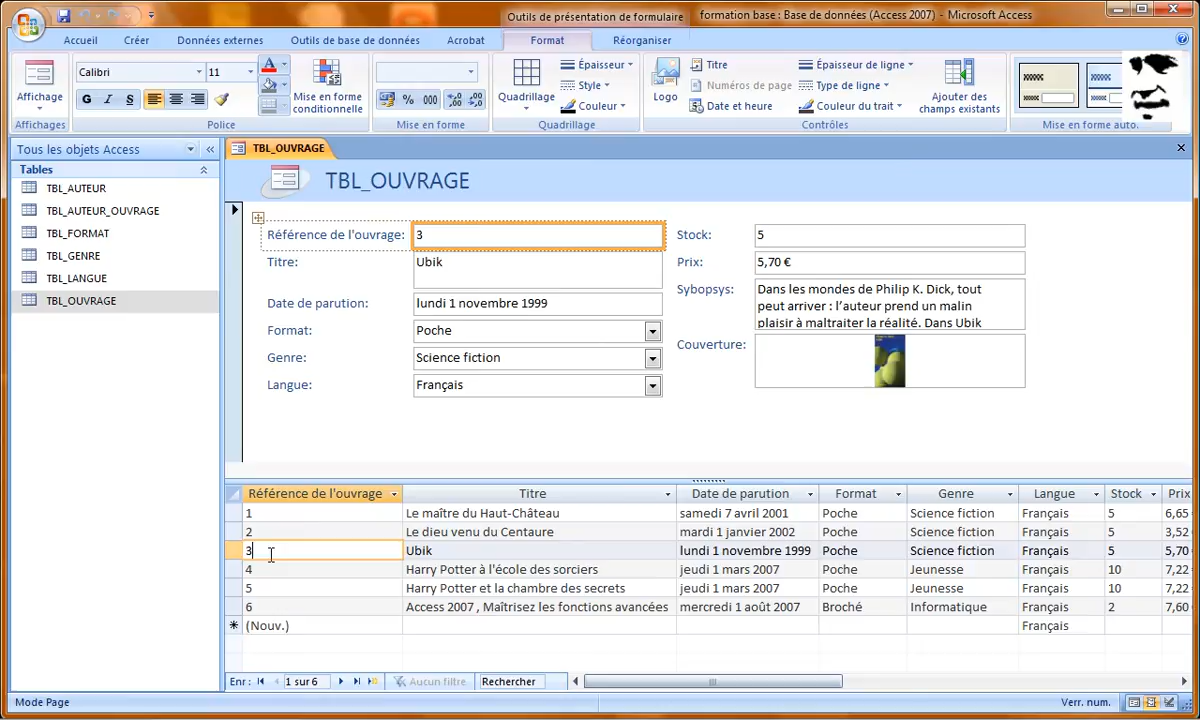 Outils de présentation de formulaire formation base : Base de données (Access 2007) - Microsoft Access
Accueil Créer Données externes Outils de base de données Acrobat Format Réorganiser
Affichage
Affichages
Calibri 11
G I S
Police
Mise en forme conditionnelle
% 000
Mise en forme
Quadrillage
Épaisseur
Style
Couleur
Quadrillage
Logo
Titre
Numéros de page
Date et heure
Épaisseur de ligne
Type de ligne
Couleur du trait
Ajouter des champs existants
Contrôles
Mise en forme auto.
Tous les objets Access
Tables
TBL_AUTEUR
TBL_AUTEUR_OUVRAGE
TBL_FORMAT
TBL_GENRE
TBL_LANGUE
TBL_OUVRAGE
TBL_OUVRAGE
TBL_OUVRAGE
Référence de l'ouvrage: 3
Titre: Ubik
Date de parution: lundi 1 novembre 1999
Format: Poche
Genre: Science fiction
Langue: Français
Stock: 5
Prix: 5,70 €
Sybopsys: Dans les mondes de Philip K. Dick, tout
peut arriver : l'auteur prend un malin
plaisir à maltraiter la réalité. Dans Ubik
Couverture:
Référence de l'ouvrage Titre Date de parution Format Genre Langue Stock Prix
1 Le maître du Haut-Château samedi 7 avril 2001 Poche Science fiction Français 5 6,65
2 Le dieu venu du Centaure mardi 1 janvier 2002 Poche Science fiction Français 5 3,52
3 Ubik lundi 1 novembre 1999 Poche Science fiction Français 5 5,70
4 Harry Potter à l'école des sorciers jeudi 1 mars 2007 Poche Jeunesse Français 10 7,22
5 Harry Potter et la chambre des secrets jeudi 1 mars 2007 Poche Jeunesse Français 10 7,22
6 Access 2007 , Maîtrisez les fonctions avancées mercredi 1 août 2007 Broché Informatique Français 2 7,60
(Nouv.) Français
Enr: 1 sur 6 Aucun filtre Rechercher
Mode Page Verr. num.